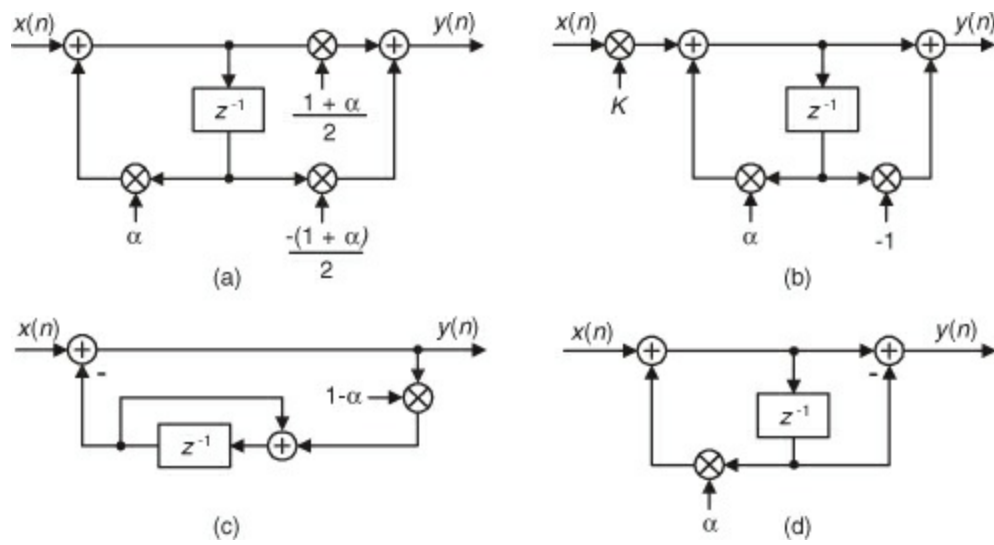 x(n)
y(n)
z⁻¹
1 + α
2
α
-(1 + α)
2
(a)
x(n)
y(n)
K
z⁻¹
α
-1
(b)
x(n)
y(n)
-
1-α
z⁻¹
(c)
x(n)
y(n)
-
z⁻¹
α
(d)